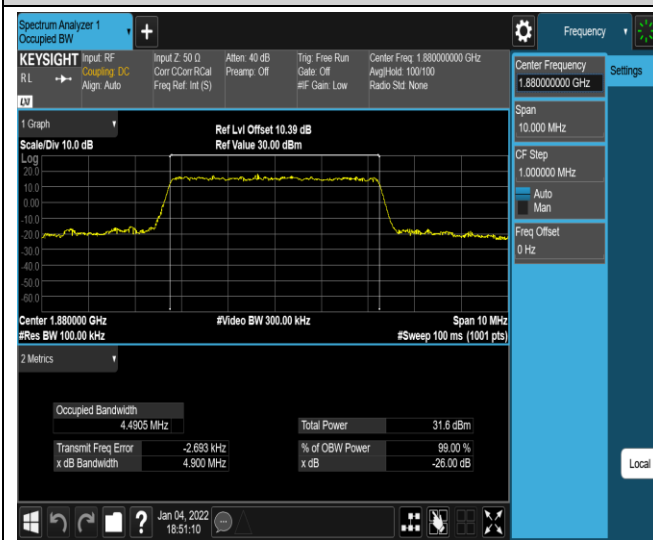 Spectrum Analyzer 1
Occupied BW
+
Frequency
KEYSIGHT
RL
LXI
Input: RF
Coupling: DC
Align: Auto
Input Z: 50 Ω
Corr CCorr RCal
Freq Ref: Int (S)
Atten: 40 dB
Preamp: Off
Trig: Free Run
Gate: Off
#IF Gain: Low
Center Freq: 1.880000000 GHz
Avg|Hold: 100/100
Radio Std: None
Center Frequency
1.880000000 GHz
Settings
Span
10.000 MHz
CF Step
1.000000 MHz
Auto
Man
Freq Offset
0 Hz
1 Graph
Scale/Div 10.0 dB
Ref Lvl Offset 10.39 dB
Ref Value 30.00 dBm
Log
20.0
10.0
0.00
-10.0
-20.0
-30.0
-40.0
-50.0
-60.0
Center 1.880000 GHz
#Res BW 100.00 kHz
#Video BW 300.00 kHz
Span 10 MHz
#Sweep 100 ms (1001 pts)
2 Metrics
Occupied Bandwidth
4.4905 MHz
Total Power 31.6 dBm
Transmit Freq Error -2.693 kHz
% of OBW Power 99.00 %
x dB Bandwidth 4.900 MHz
x dB -26.00 dB
Local
?
Jan 04, 2022
18:51:10